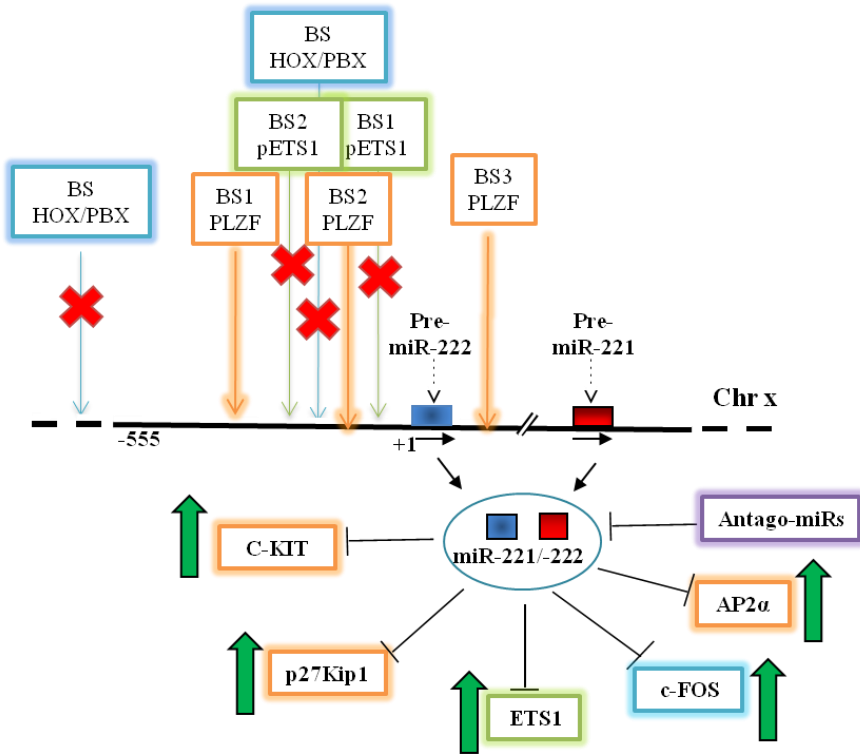 BS
HOX/PBX
BS2
pETS1
BS1
pETS1
BS
HOX/PBX
BS1
PLZF
BS2
PLZF
BS3
PLZF
Pre-
miR-222
Pre-
miR-221
Chr x
-555
+1
C-KIT
miR-221/-222
Antago-miRs
AP2α
p27Kip1
ETS1
c-FOS